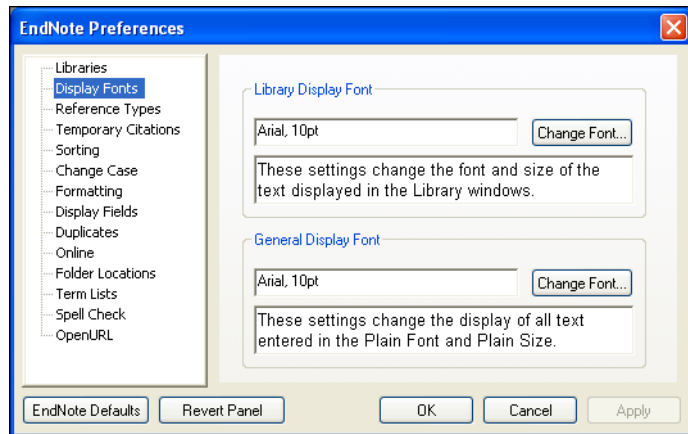 EndNote Preferences
Libraries
Display Fonts
Reference Types
Temporary Citations
Sorting
Change Case
Formatting
Display Fields
Duplicates
Online
Folder Locations
Term Lists
Spell Check
OpenURL
Library Display Font
Arial, 10pt
Change Font...
These settings change the font and size of the
text displayed in the Library windows.
General Display Font
Arial, 10pt
Change Font...
These settings change the display of all text
entered in the Plain Font and Plain Size.
EndNote Defaults
Revert Panel
OK
Cancel
Apply